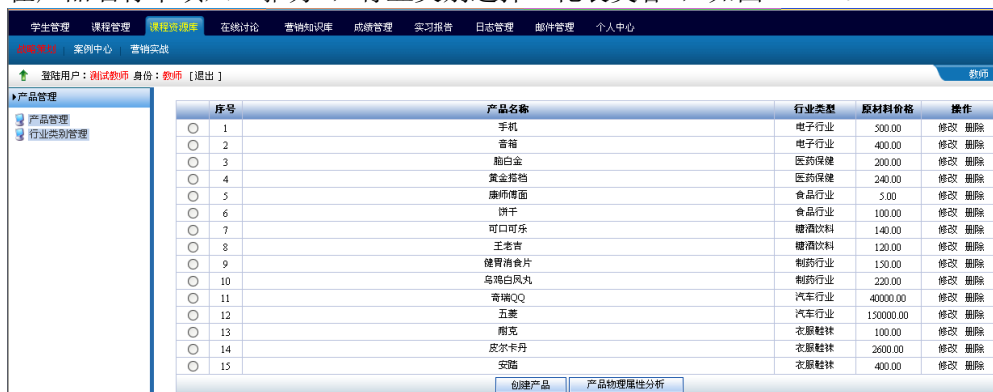 学生管理 课程管理 课程资源库 在线讨论 营销知识库 成绩管理 实习报告 日志管理 邮件管理 个人中心
案例中心 | 营销实战
登陆用户：测试教师 身份：教师 [退出 ] 教师
产品管理
产品管理
行业类别管理
序号 产品名称 行业类型 原材料价格 操作
1 手机 电子行业 500.00 修改 删除
2 音箱 电子行业 400.00 修改 删除
3 脑白金 医药保健 200.00 修改 删除
4 黄金搭档 医药保健 240.00 修改 删除
5 康师傅面 食品行业 5.00 修改 删除
6 饼干 食品行业 100.00 修改 删除
7 可口可乐 糖酒饮料 140.00 修改 删除
8 王老吉 糖酒饮料 120.00 修改 删除
9 健胃消食片 制药行业 150.00 修改 删除
10 乌鸡白凤丸 制药行业 220.00 修改 删除
11 奇瑞QQ 汽车行业 40000.00 修改 删除
12 五菱 汽车行业 150000.00 修改 删除
13 耐克 衣服鞋袜 100.00 修改 删除
14 皮尔卡丹 衣服鞋袜 2600.00 修改 删除
15 安踏 衣服鞋袜 400.00 修改 删除
创建产品 产品物理属性分析